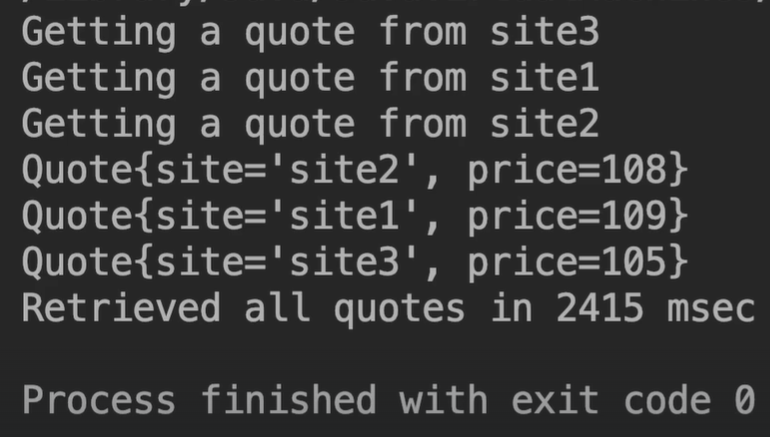 Getting a quote from site3
Getting a quote from site1
Getting a quote from site2
Quote{site='site2', price=108}
Quote{site='site1', price=109}
Quote{site='site3', price=105}
Retrieved all quotes in 2415 msec
Process finished with exit code 0